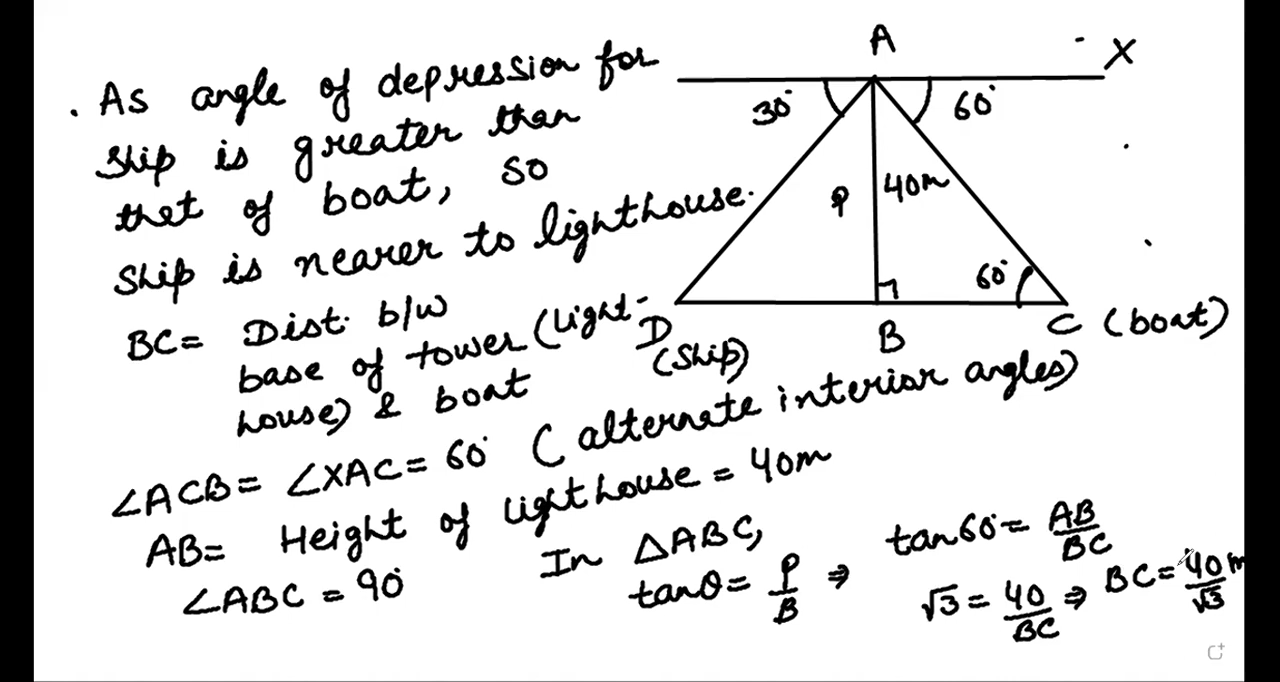 . As angle of depression for
ship is greater than
that of boat, so
ship is nearer to lighthouse.
BC = Dist. b/w
base of tower (Light-
house) & boat
∠ACB = ∠XAC = 60° (alternate interior angles)
AB = Height of lighthouse = 40m
∠ABC = 90°
In △ABC,
tanθ = P/B ⇒
tan60° = AB/BC
√3 = 40/BC ⇒ BC = 40/√3 m
A
X
30°
60°
P
40m
60°
D
(Ship)
B
C (boat)